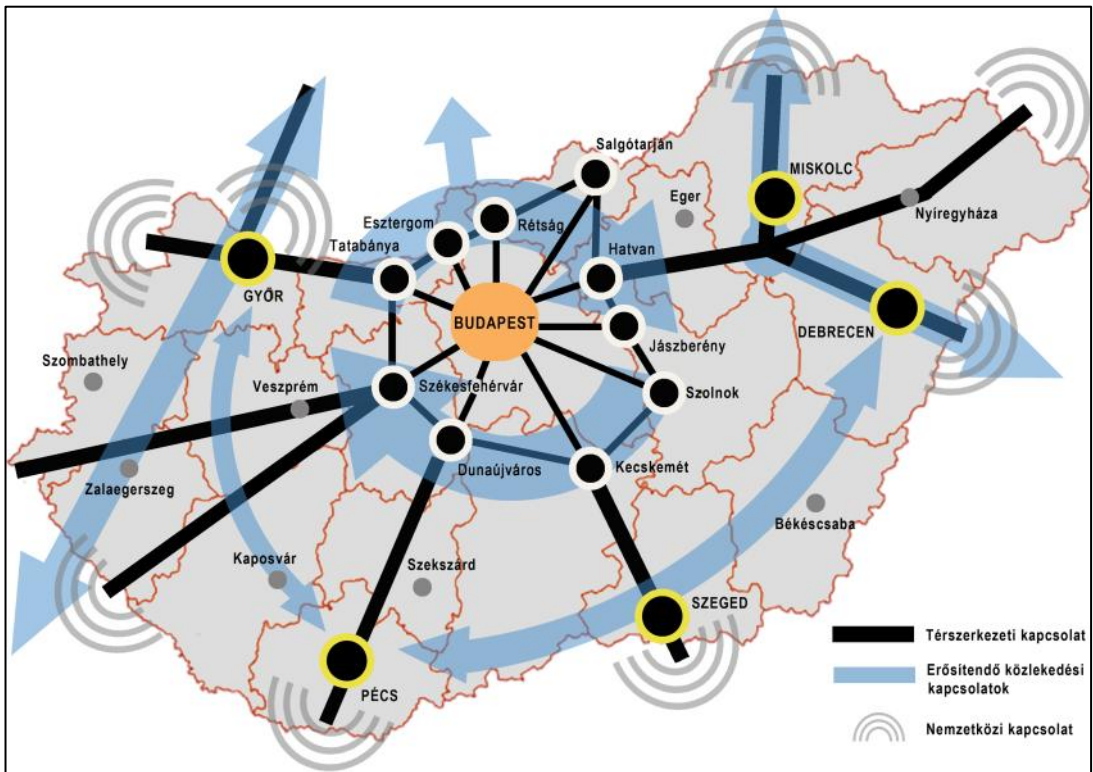 Salgótarján
MISKOLC
Eger
Nyíregyháza
Esztergom
Rétság
Tatabánya
Hatvan
GYŐR
BUDAPEST
DEBRECEN
Jászberény
Szombathely
Veszprém
Székesfehérvár
Szolnok
Dunaújváros
Kecskemét
Zalaegerszeg
Békéscsaba
Kaposvár
Szekszárd
SZEGED
PÉCS
Térszerkezeti kapcsolat
Erősítendő közlekedési
kapcsolatok
Nemzetközi kapcsolat